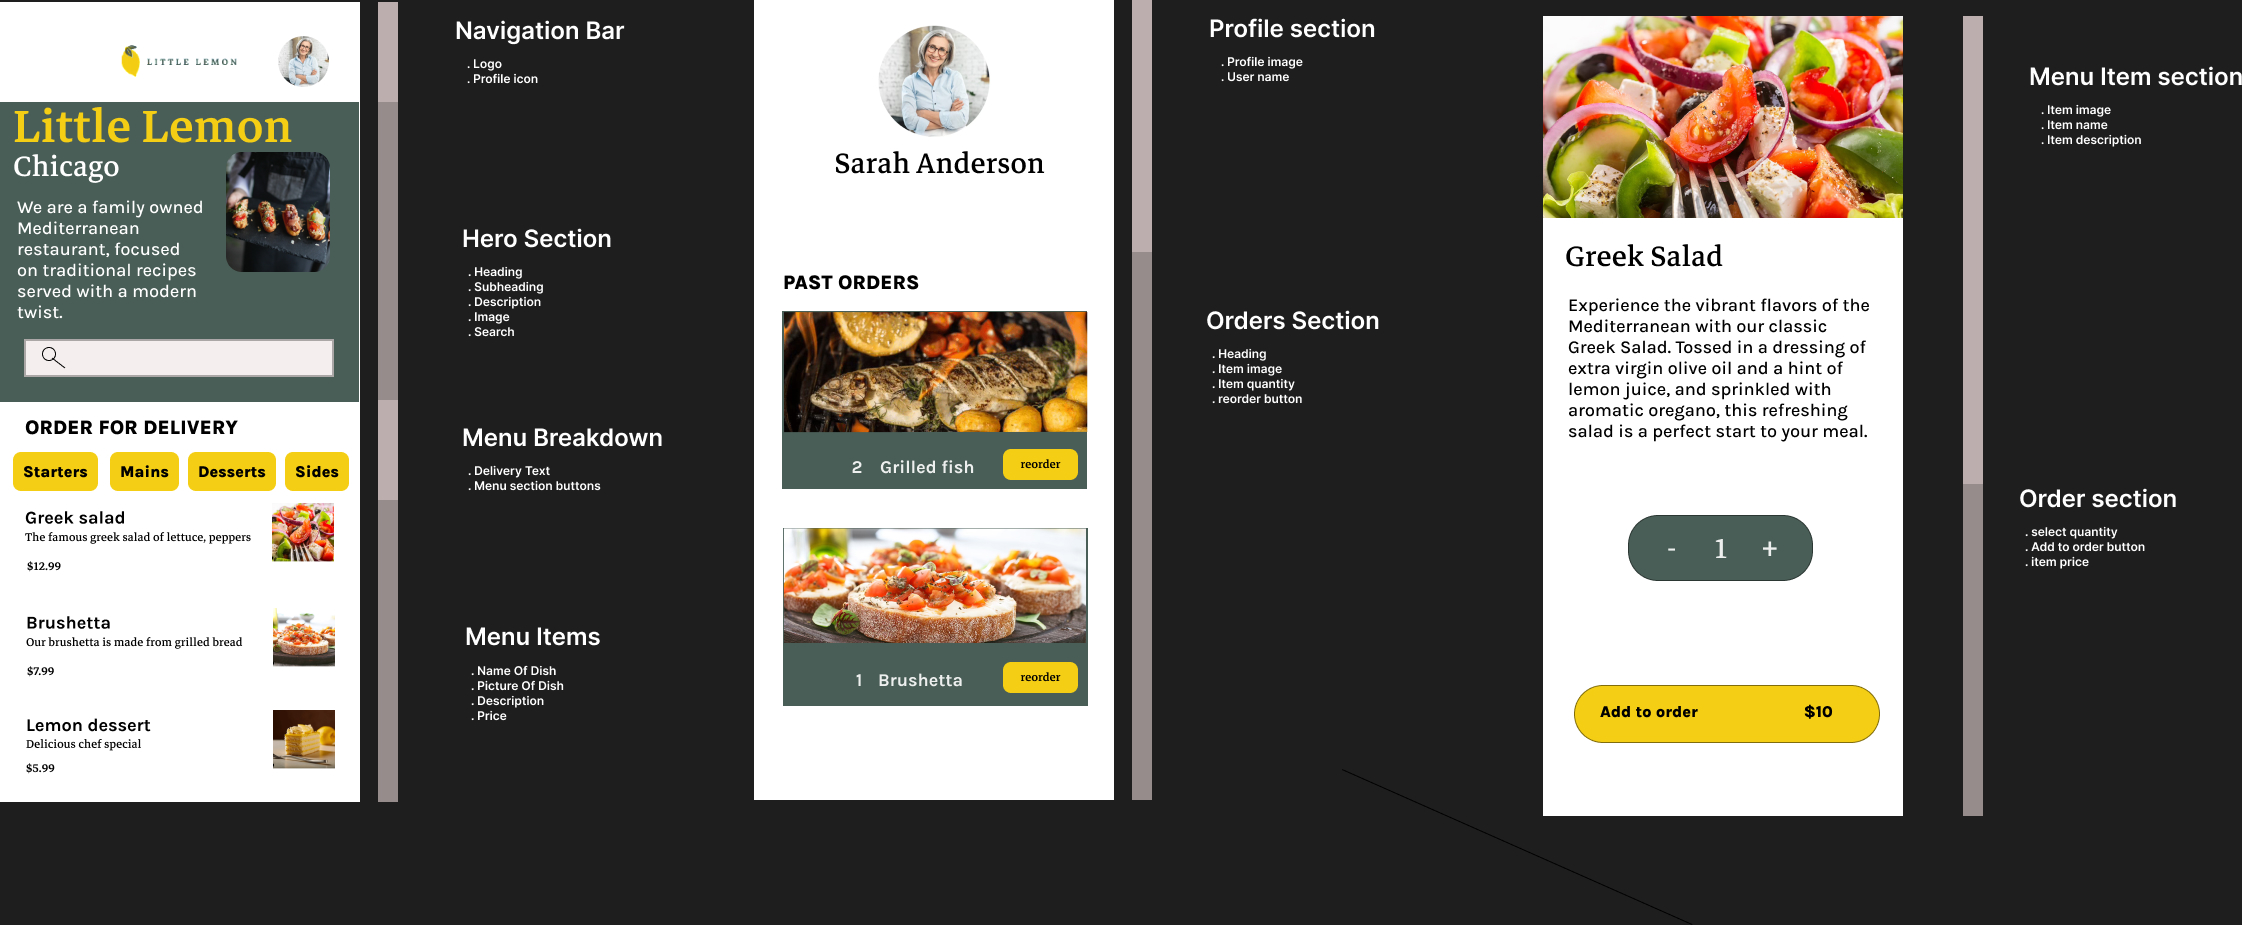 LITTLE LEMON
Little Lemon
Chicago
We are a family owned
Mediterranean
restaurant, focused
on traditional recipes
served with a modern
twist.
ORDER FOR DELIVERY
Starters
Mains
Desserts
Sides
Greek salad
The famous greek salad of lettuce, peppers
$12.99
Brushetta
Our brushetta is made from grilled bread
$7.99
Lemon dessert
Delicious chef special
$5.99
Navigation Bar
. Logo
. Profile icon
Hero Section
. Heading
. Subheading
. Description
. Image
. Search
Menu Breakdown
. Delivery Text
. Menu section buttons
Menu Items
. Name Of Dish
. Picture Of Dish
. Description
. Price
Sarah Anderson
PAST ORDERS
2 Grilled fish
reorder
1 Brushetta
reorder
Profile section
. Profile image
. User name
Orders Section
. Heading
. Item image
. Item quantity
. reorder button
Greek Salad
Experience the vibrant flavors of the
Mediterranean with our classic
Greek Salad. Tossed in a dressing of
extra virgin olive oil and a hint of
lemon juice, and sprinkled with
aromatic oregano, this refreshing
salad is a perfect start to your meal.
- 1 +
Add to order $10
Menu Item section
. Item image
. Item name
. Item description
Order section
. select quantity
. Add to order button
. item price